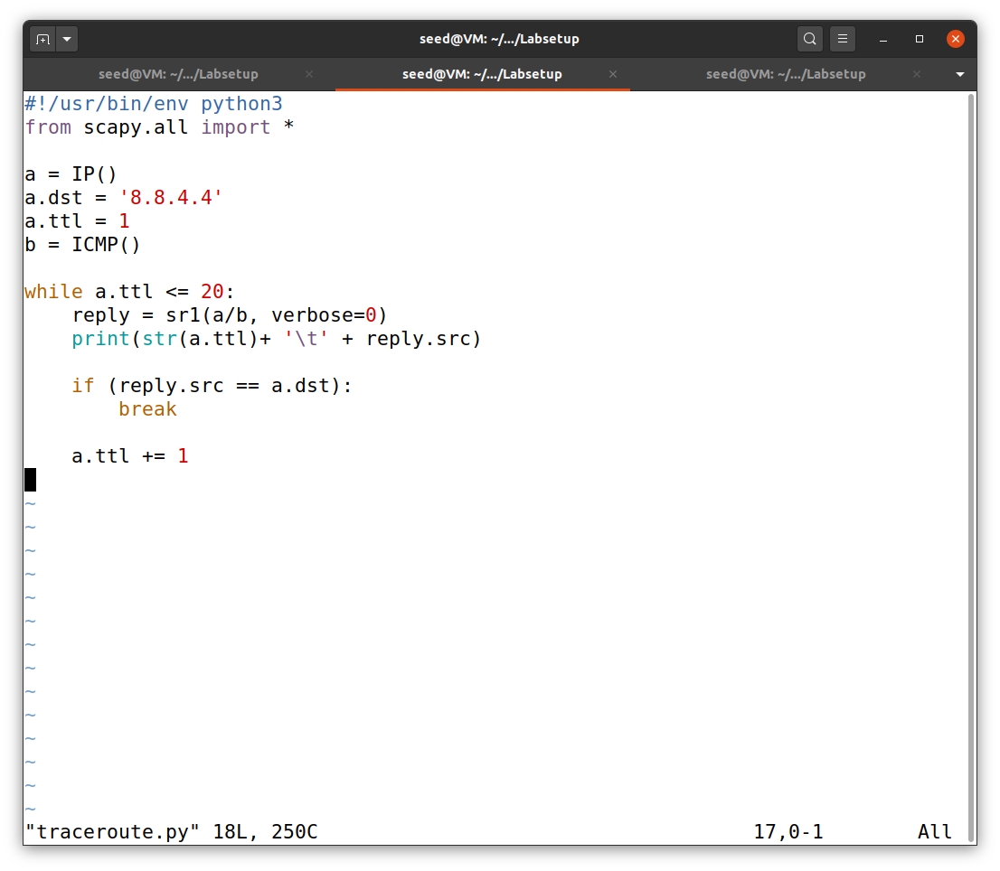 seed@VM: ~/.../Labsetup
seed@VM: ~/.../Labsetup seed@VM: ~/.../Labsetup seed@VM: ~/.../Labsetup
#!/usr/bin/env python3
from scapy.all import *

a = IP()
a.dst = '8.8.4.4'
a.ttl = 1
b = ICMP()

while a.ttl <= 20:
    reply = sr1(a/b, verbose=0)
    print(str(a.ttl)+ '\t' + reply.src)

    if (reply.src == a.dst):
        break

    a.ttl += 1

~
~
~
~
~
~
~
~
~
~
~
~
~
~
"traceroute.py" 18L, 250C 17,0-1 All